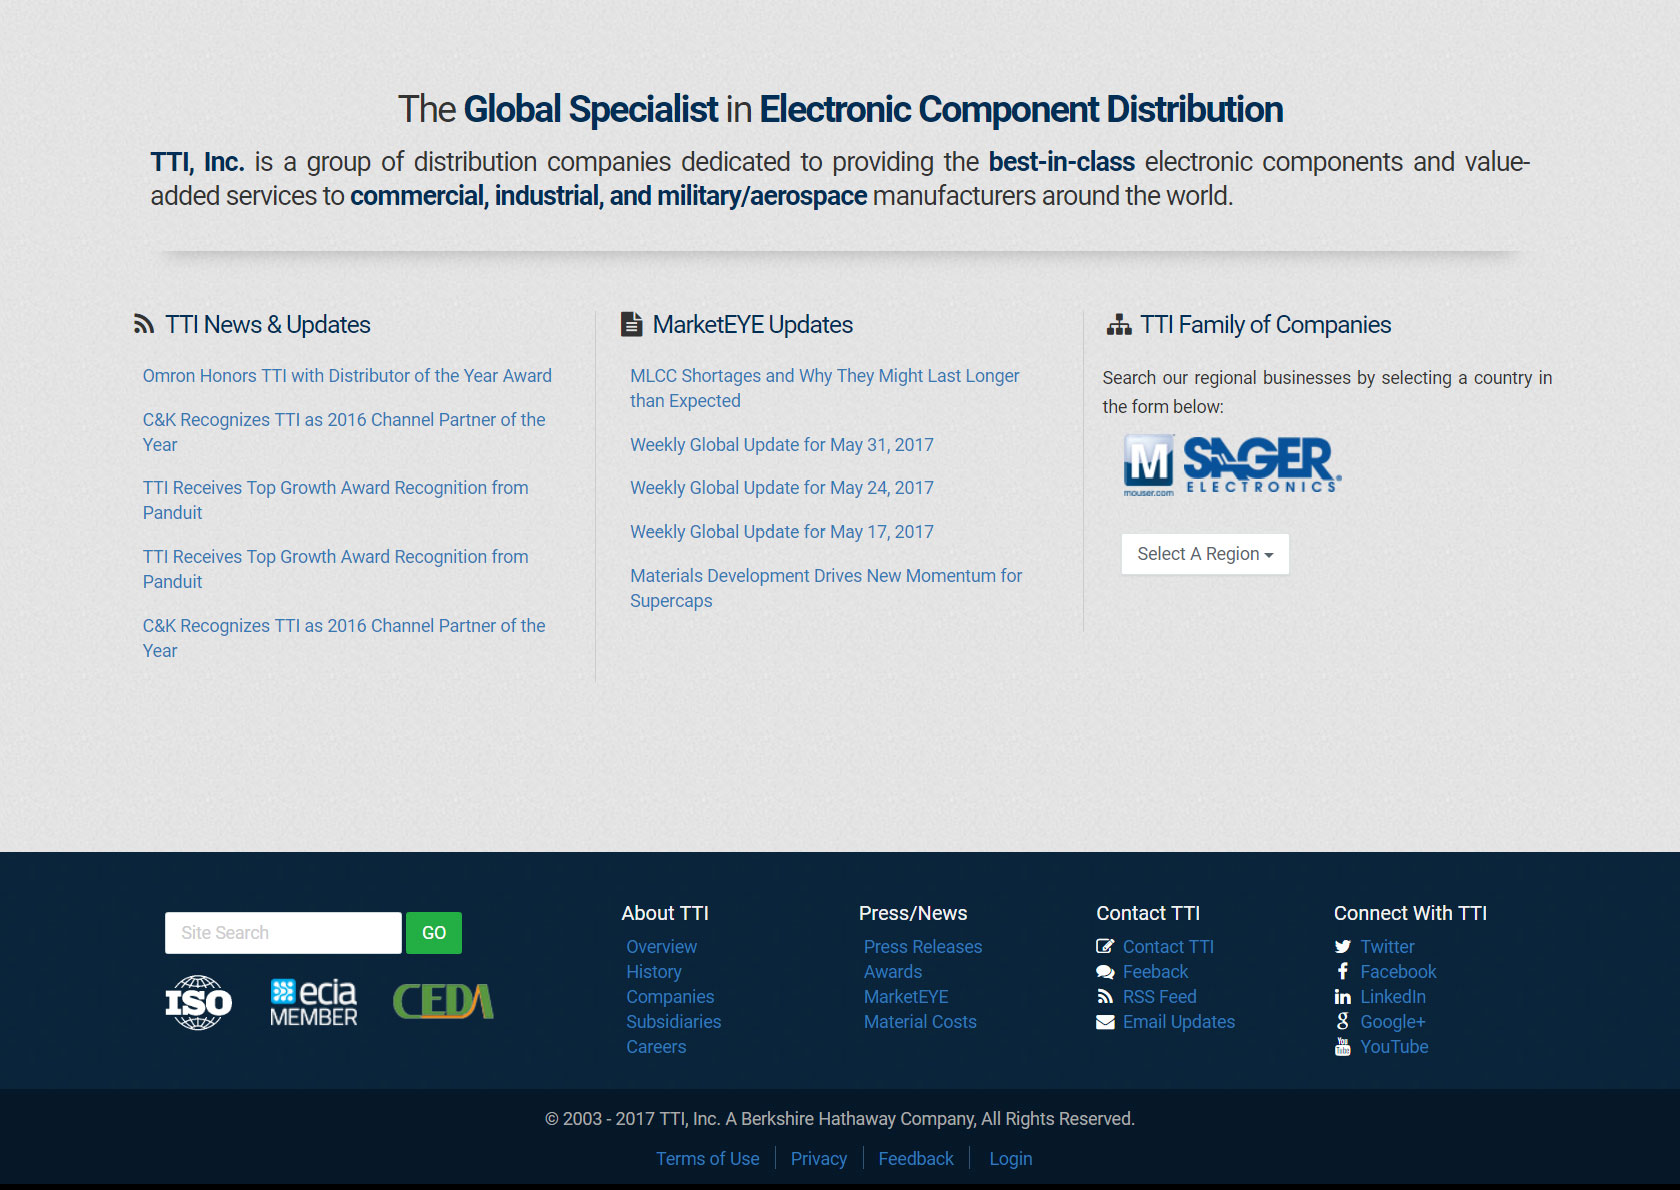 The Global Specialist in Electronic Component Distribution
TTI, Inc. is a group of distribution companies dedicated to providing the best-in-class electronic components and value-
added services to commercial, industrial, and military/aerospace manufacturers around the world.
TTI News & Updates
Omron Honors TTI with Distributor of the Year Award
C&K Recognizes TTI as 2016 Channel Partner of the
Year
TTI Receives Top Growth Award Recognition from
Panduit
TTI Receives Top Growth Award Recognition from
Panduit
C&K Recognizes TTI as 2016 Channel Partner of the
Year
MarketEYE Updates
MLCC Shortages and Why They Might Last Longer
than Expected
Weekly Global Update for May 31, 2017
Weekly Global Update for May 24, 2017
Weekly Global Update for May 17, 2017
Materials Development Drives New Momentum for
Supercaps
TTI Family of Companies
Search our regional businesses by selecting a country in
the form below:
M
mouser.com
SAGER
ELECTRONICS
Select A Region
Site Search
GO
ISO
ecia
MEMBER
CEDA
About TTI
Overview
History
Companies
Subsidiaries
Careers
Press/News
Press Releases
Awards
MarketEYE
Material Costs
Contact TTI
Contact TTI
Feeback
RSS Feed
Email Updates
Connect With TTI
Twitter
Facebook
LinkedIn
Google+
YouTube
© 2003 - 2017 TTI, Inc. A Berkshire Hathaway Company, All Rights Reserved.
Terms of Use
Privacy
Feedback
Login